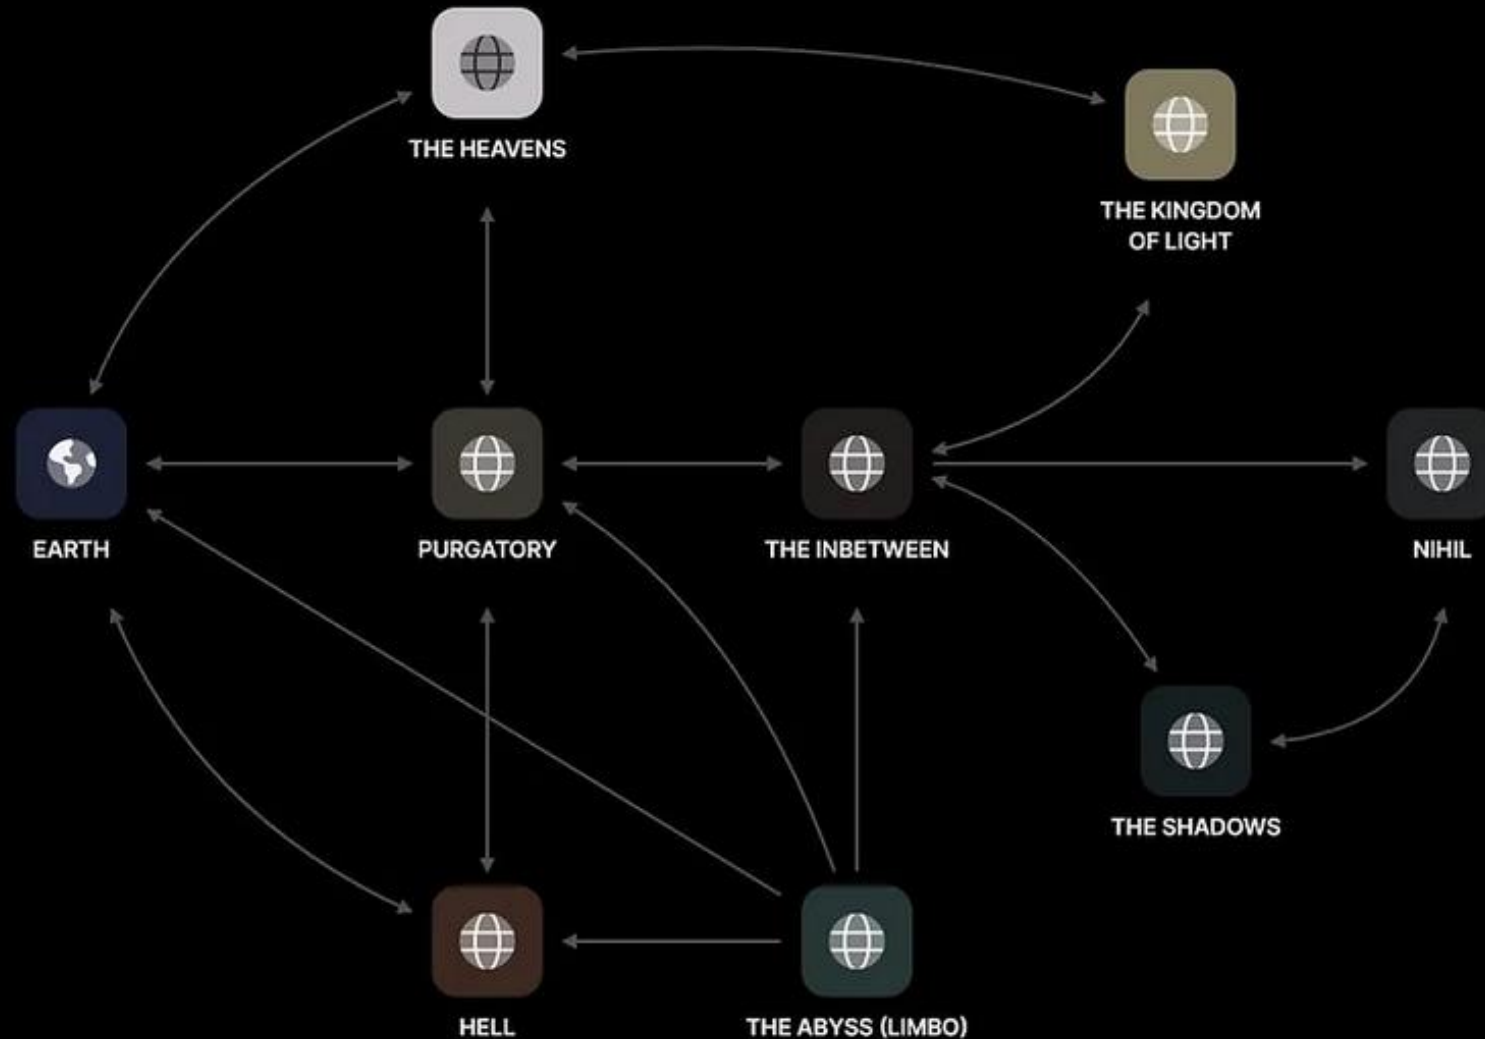 THE HEAVENS
THE KINGDOM
OF LIGHT
EARTH
PURGATORY
THE INBETWEEN
NIHIL
THE SHADOWS
HELL
THE ABYSS (LIMBO)